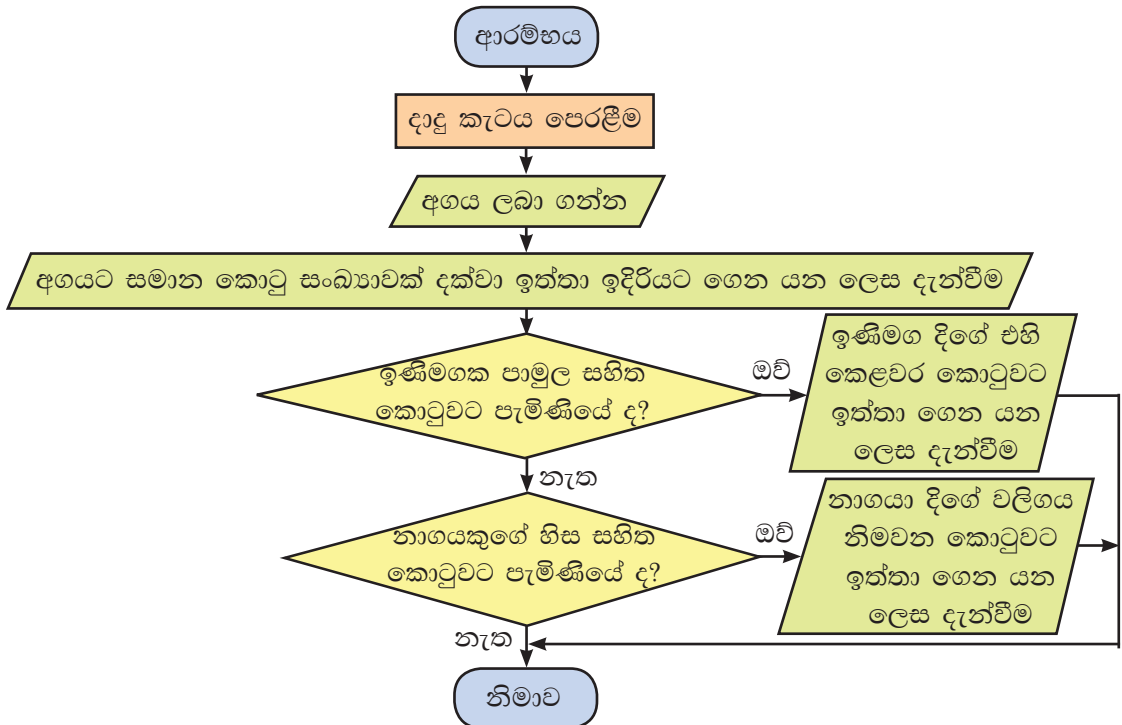 ආරම්භය
දාදු කැටය පෙරළීම
අගය ලබා ගන්න
අගයට සමාන කොටු සංඛ්‍යාවක් දක්වා ඉත්තා ඉදිරියට ගෙන යන ලෙස දැන්වීම
ඉණිමගක පාමුල සහිත
කොටුවට පැමිණියේ ද?
ඔව්
ඉණිමග දිගේ එහි
කෙළවර කොටුවට
ඉත්තා ගෙන යන
ලෙස දැන්වීම
නැත
නාගයකුගේ හිස සහිත
කොටුවට පැමිණියේ ද?
ඔව්
නාගයා දිගේ වලිගය
නිමවන කොටුවට
ඉත්තා ගෙන යන
ලෙස දැන්වීම
නැත
නිමාව